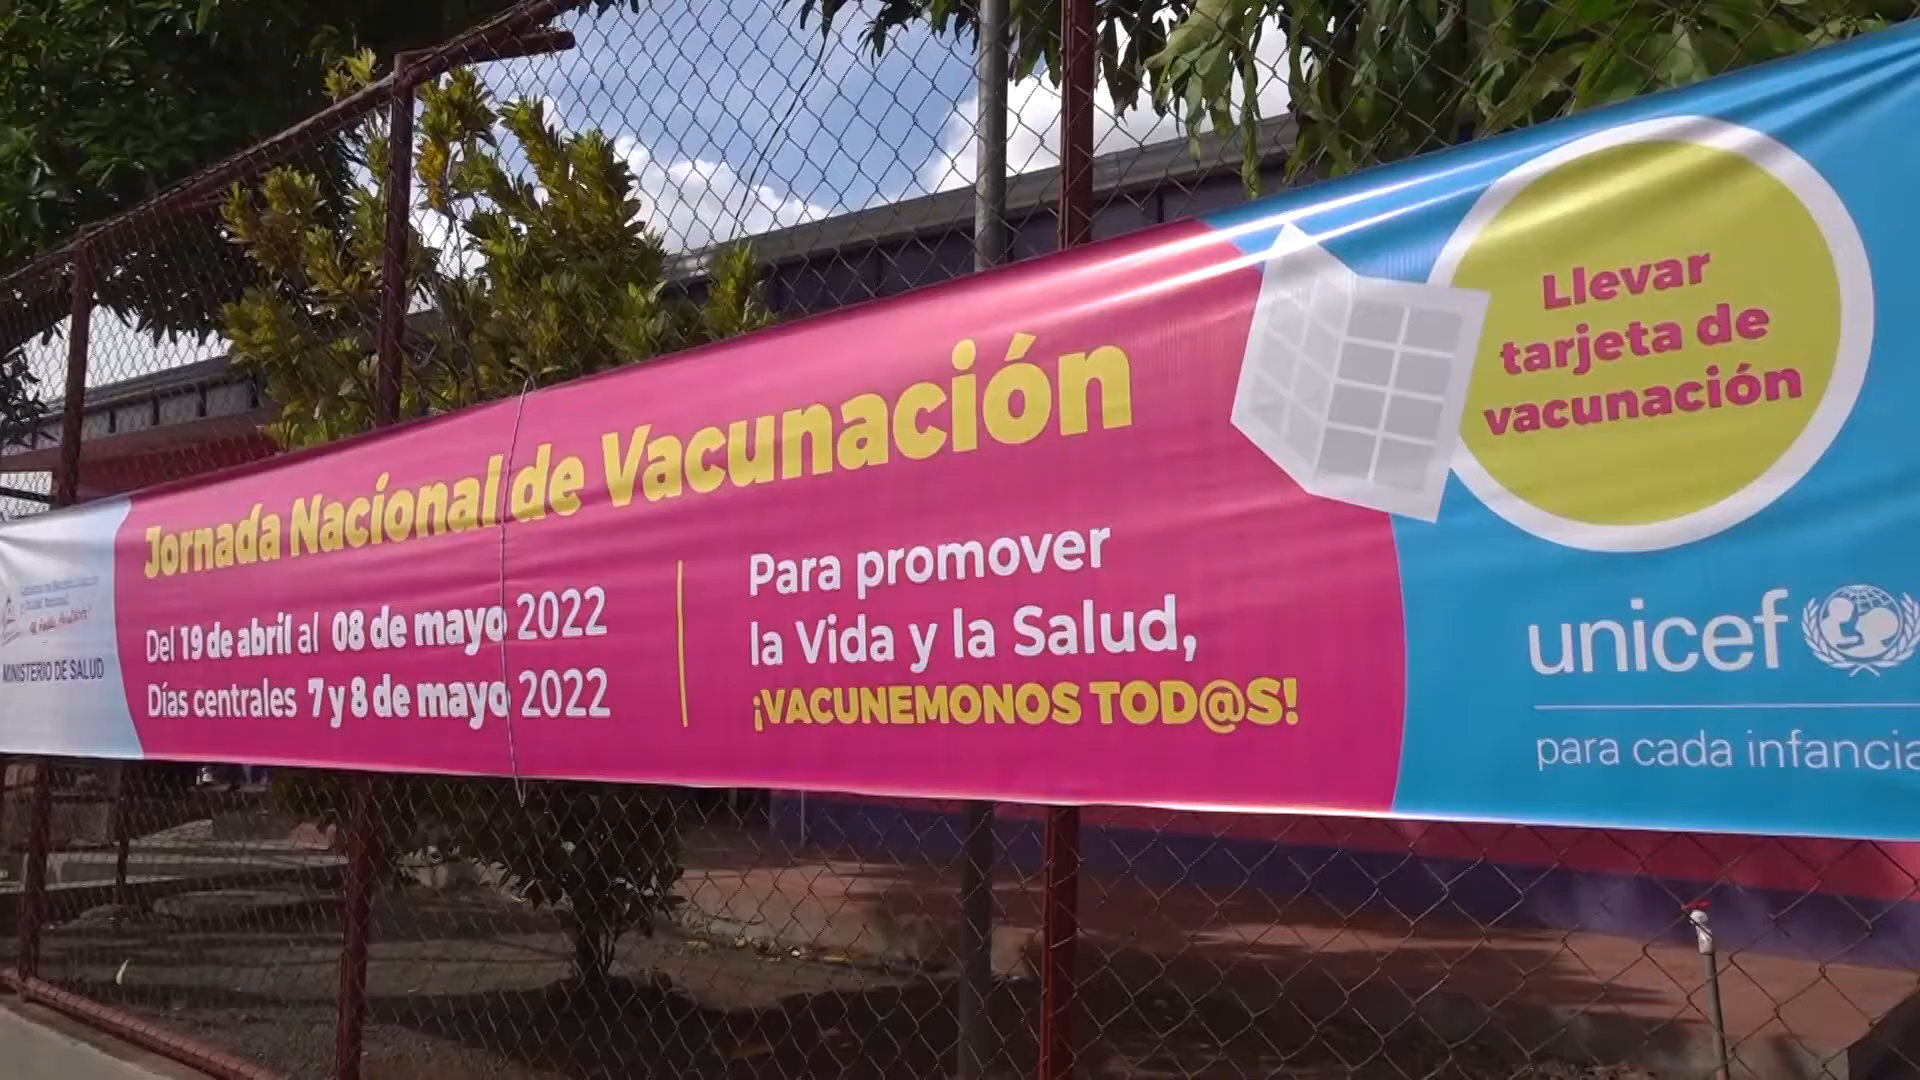 Jornada Nacional de Vacunación
Del 19 de abril al 08 de mayo 2022
Días centrales 7 y 8 de mayo 2022
Para promover
la Vida y la Salud,
¡VACUNEMONOS TOD@S!
Llevar
tarjeta de
vacunación
unicef
para cada infancia
MINISTERIO DE SALUD